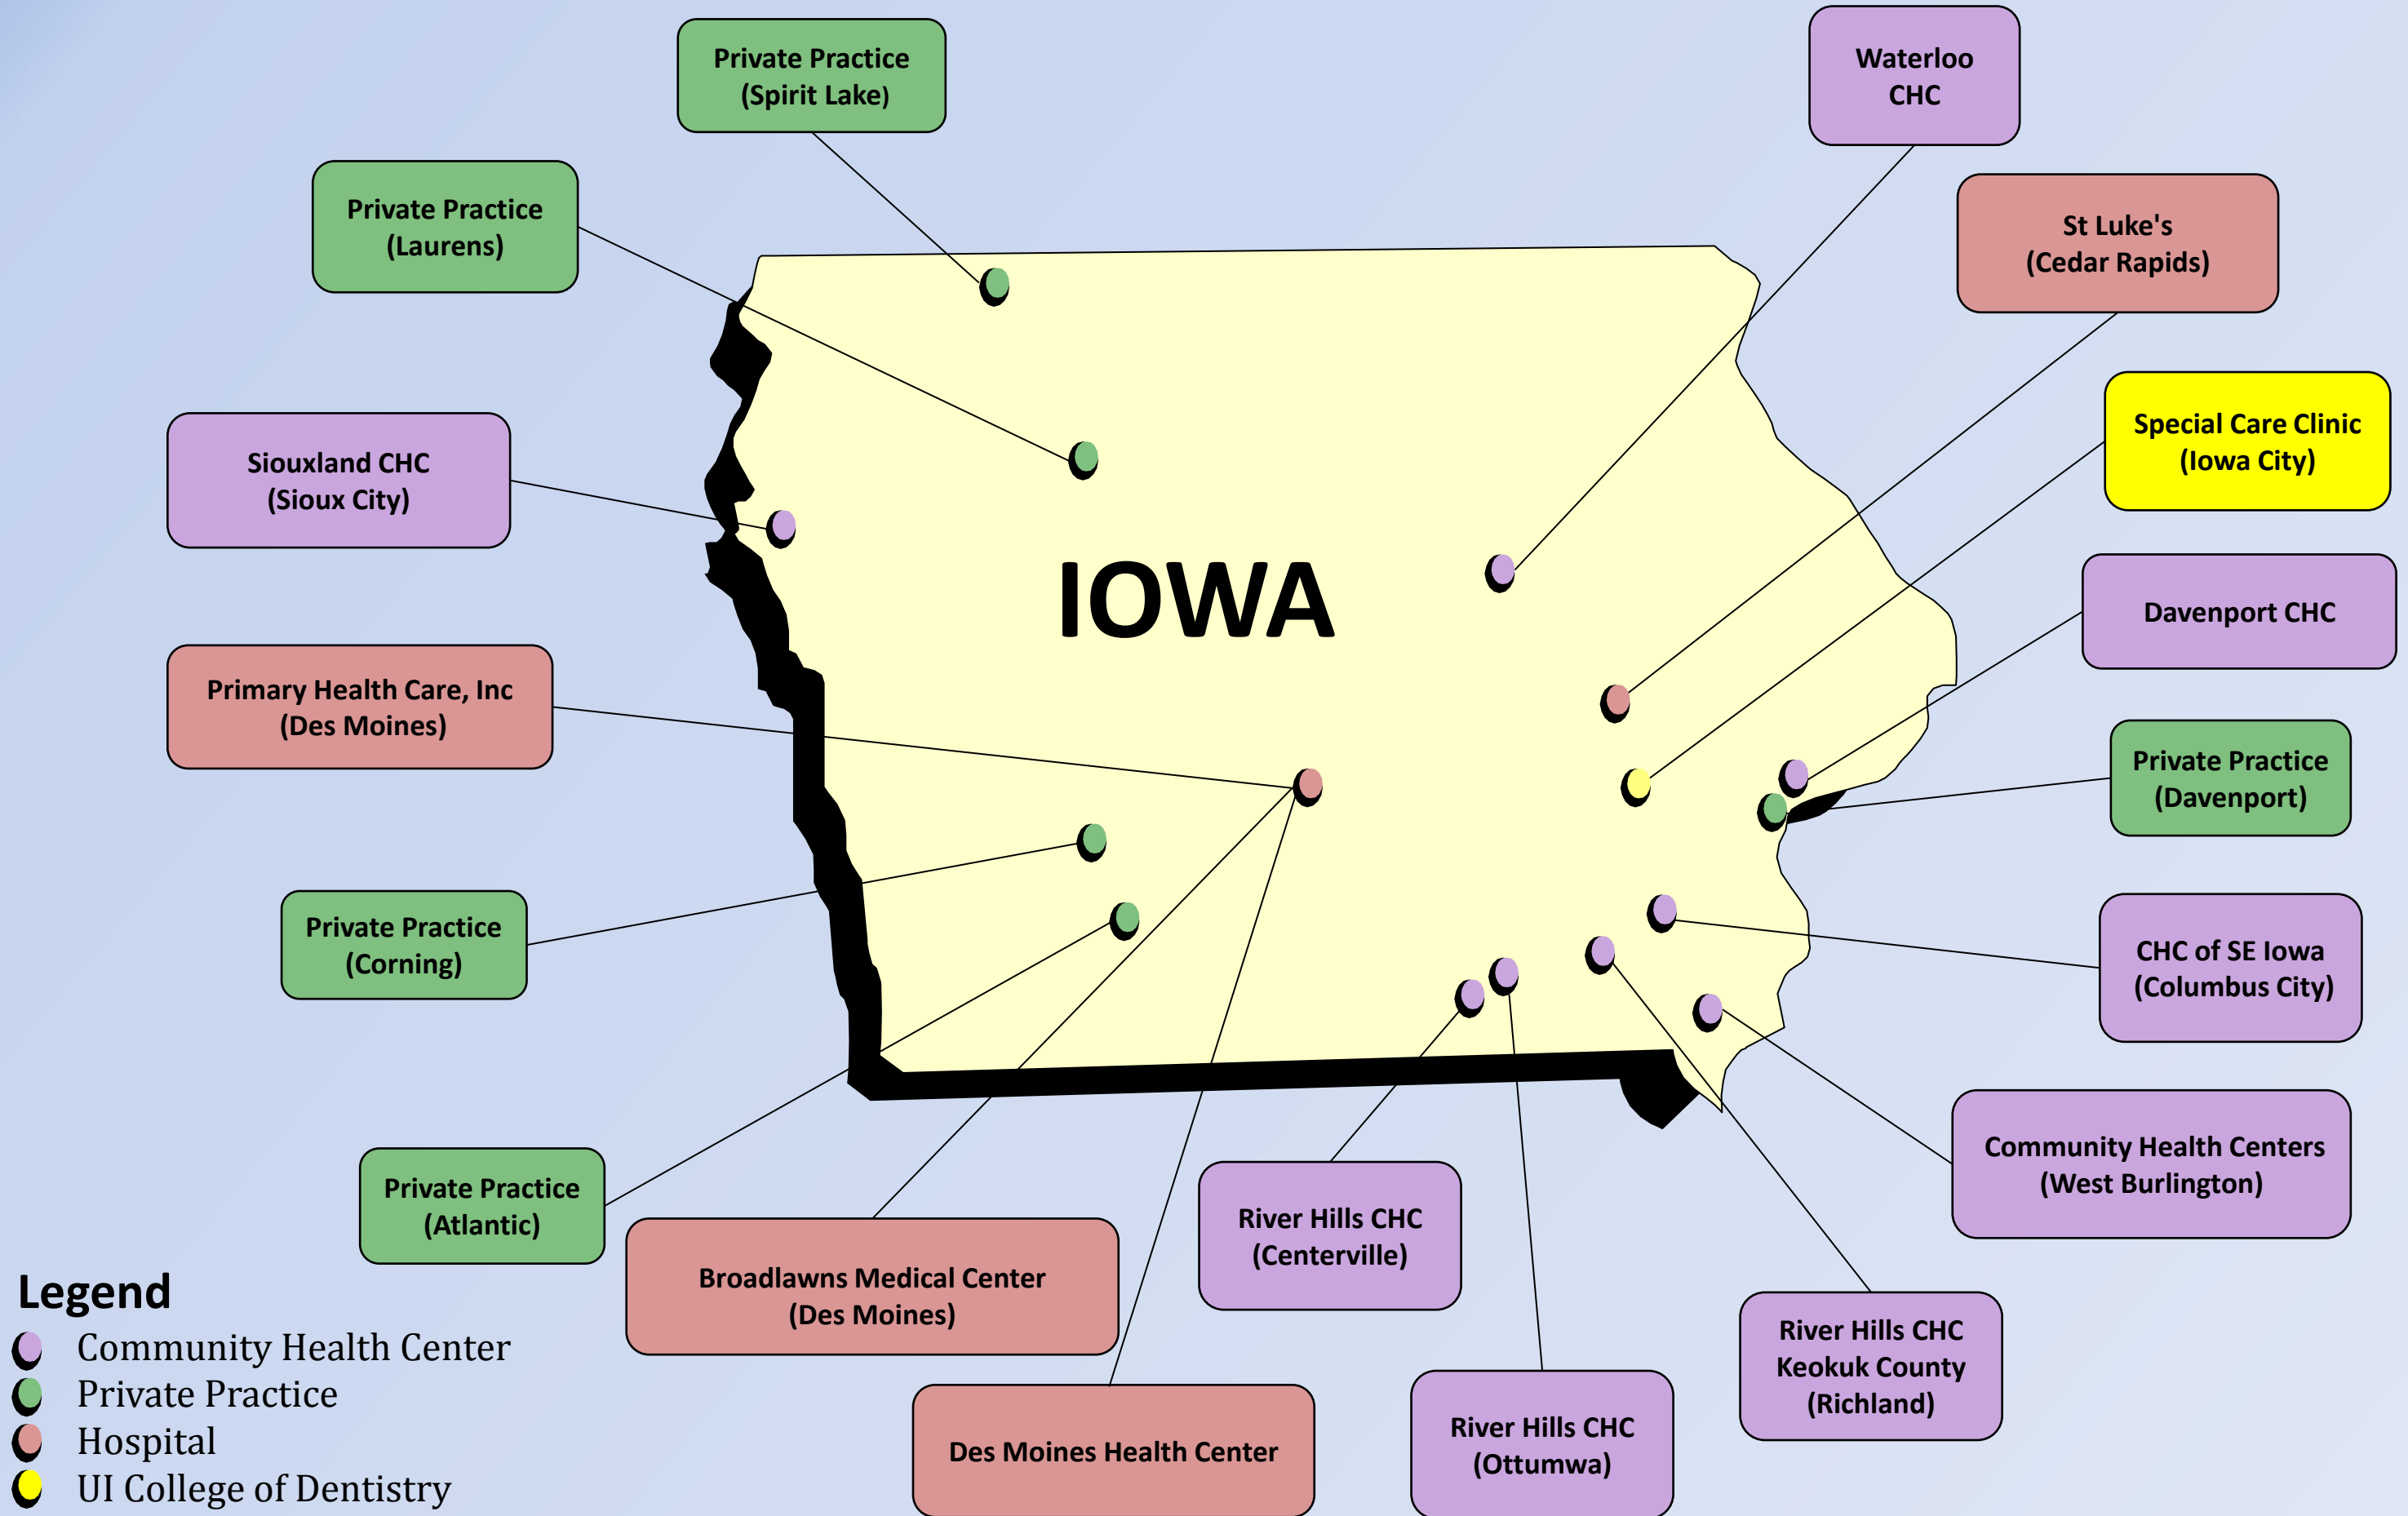 Private Practice
(Spirit Lake)
Waterloo
CHC
Private Practice
(Laurens)
St Luke's
(Cedar Rapids)
Special Care Clinic
(Iowa City)
Siouxland CHC
(Sioux City)
IOWA
Davenport CHC
Primary Health Care, Inc
(Des Moines)
Private Practice
(Davenport)
Private Practice
(Corning)
CHC of SE Iowa
(Columbus City)
Community Health Centers
(West Burlington)
Private Practice
(Atlantic)
River Hills CHC
(Centerville)
Broadlawns Medical Center
(Des Moines)
River Hills CHC
Keokuk County
(Richland)
Des Moines Health Center
River Hills CHC
(Ottumwa)
Legend
Community Health Center
Private Practice
Hospital
UI College of Dentistry